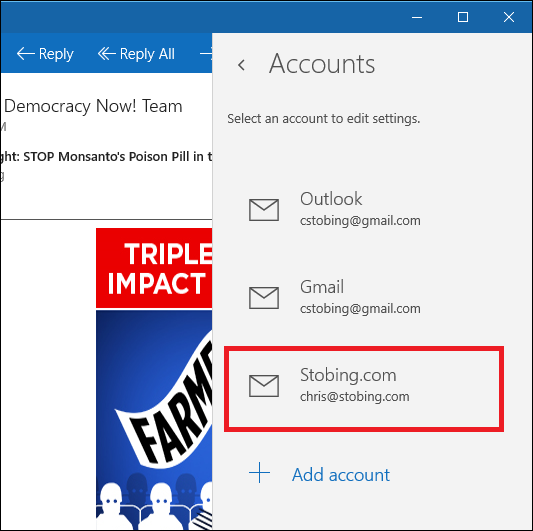 Reply
Reply All
Accounts
Democracy Now! Team
Select an account to edit settings.
ght: STOP Monsanto's Poison Pill in t
Outlook
cstobing@gmail.com
TRIPLE
IMPACT
Gmail
cstobing@gmail.com
Stobing.com
chris@stobing.com
FARME
Add account